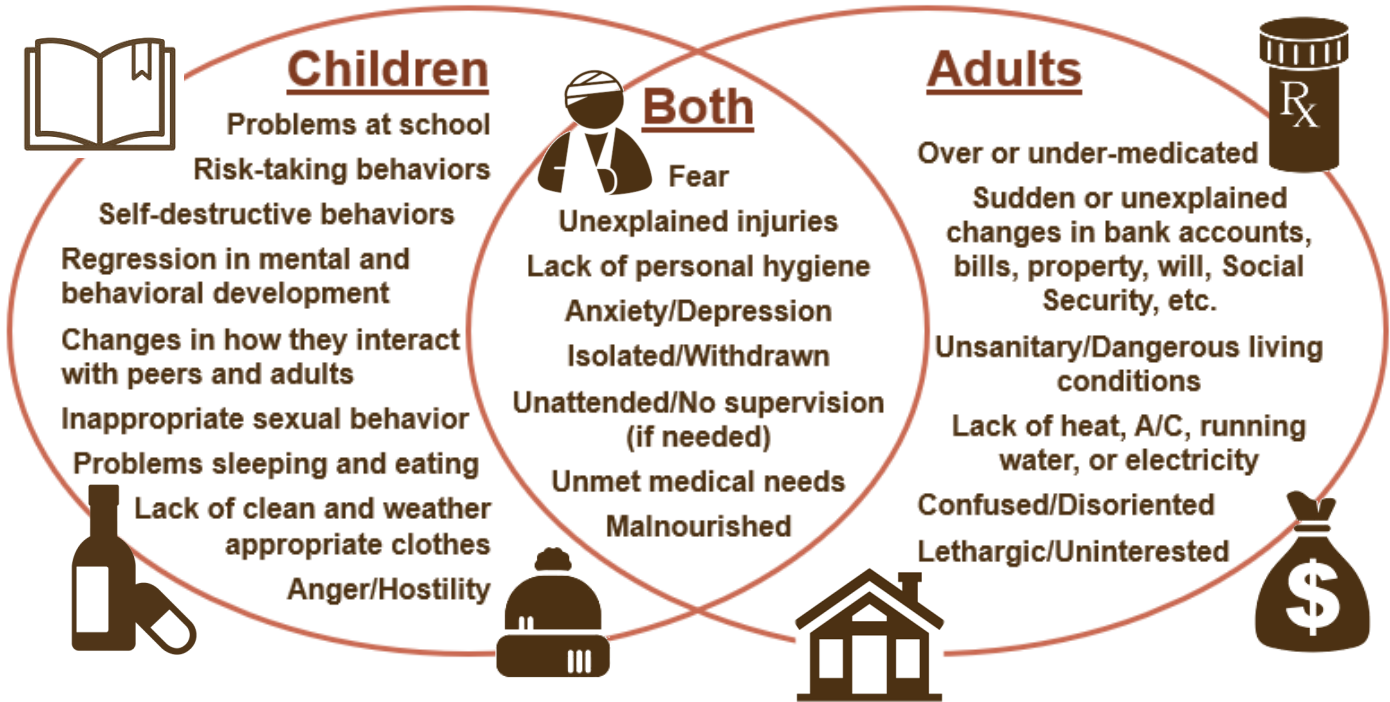 Children
Problems at school
Risk-taking behaviors
Self-destructive behaviors
Regression in mental and
behavioral development
Changes in how they interact
with peers and adults
Inappropriate sexual behavior
Problems sleeping and eating
Lack of clean and weather
appropriate clothes
Anger/Hostility
Both
Fear
Unexplained injuries
Lack of personal hygiene
Anxiety/Depression
Isolated/Withdrawn
Unattended/No supervision
(if needed)
Unmet medical needs
Malnourished
Adults
Over or under-medicated
Sudden or unexplained
changes in bank accounts,
bills, property, will, Social
Security, etc.
Unsanitary/Dangerous living
conditions
Lack of heat, A/C, running
water, or electricity
Confused/Disoriented
Lethargic/Uninterested
Rx
$